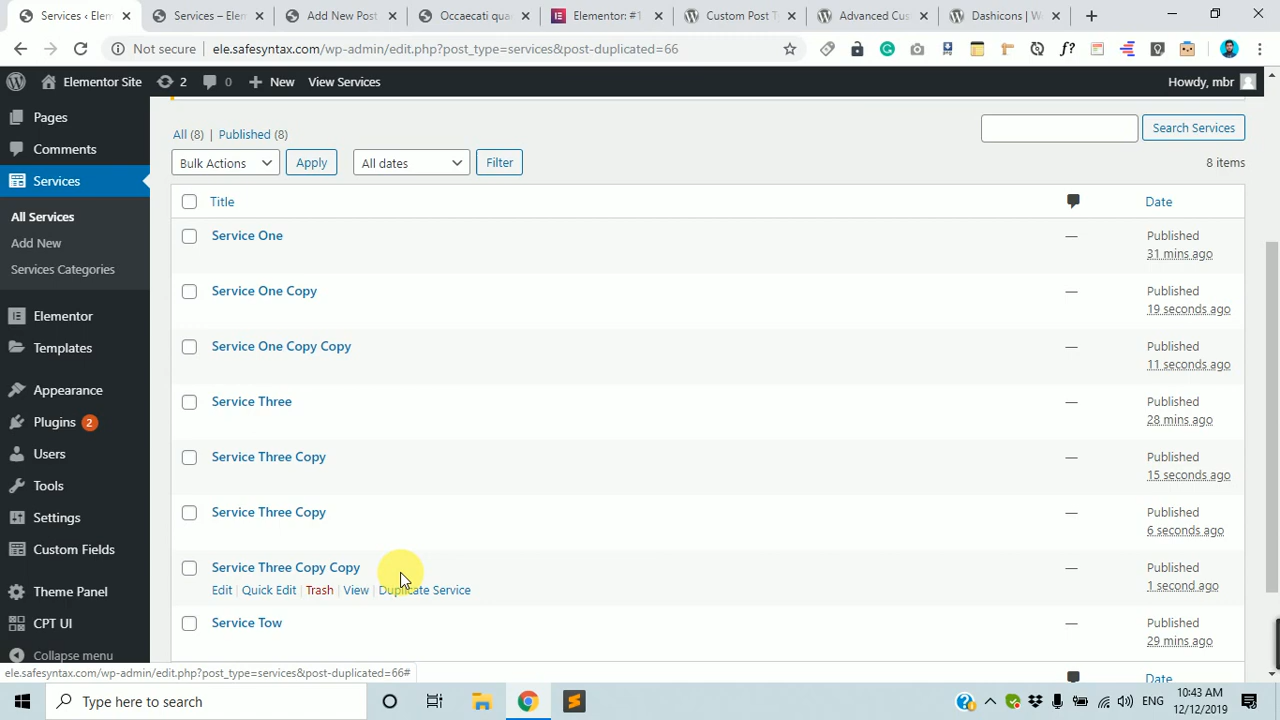 Services ‹ Elem
Services – Elem
Add New Post
Occaecati qua
Elementor: #1
Custom Post T
Advanced Cus
Dashicons | W
Not secure
ele.safesyntax.com/wp-admin/edit.php?post_type=services&post-duplicated=66
Elementor Site
2
0
New
View Services
Howdy, mbr
Pages
Comments
Services
All Services
Add New
Services Categories
Elementor
Templates
Appearance
Plugins 2
Users
Tools
Settings
Custom Fields
Theme Panel
CPT UI
Collapse menu
All (8) | Published (8)
Search Services
Bulk Actions
Apply
All dates
Filter
8 items
Title
Date
Service One
—
Published
31 mins ago
Service One Copy
—
Published
19 seconds ago
Service One Copy Copy
—
Published
11 seconds ago
Service Three
—
Published
28 mins ago
Service Three Copy
—
Published
15 seconds ago
Service Three Copy
—
Published
6 seconds ago
Service Three Copy Copy
—
Published
1 second ago
Edit | Quick Edit | Trash | View | Duplicate Service
Service Tow
—
Published
29 mins ago
Date
ele.safesyntax.com/wp-admin/edit.php?post_type=services&post-duplicated=66#
Type here to search
ENG
10:43 AM
12/12/2019